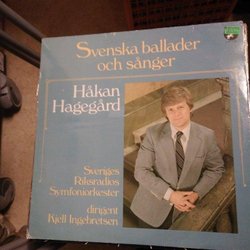 Svenska ballader
och sånger
Håkan
Hagegård
Sveriges
Riksradios
Symfoniorkester
dirigent
Kjell Ingebretsen